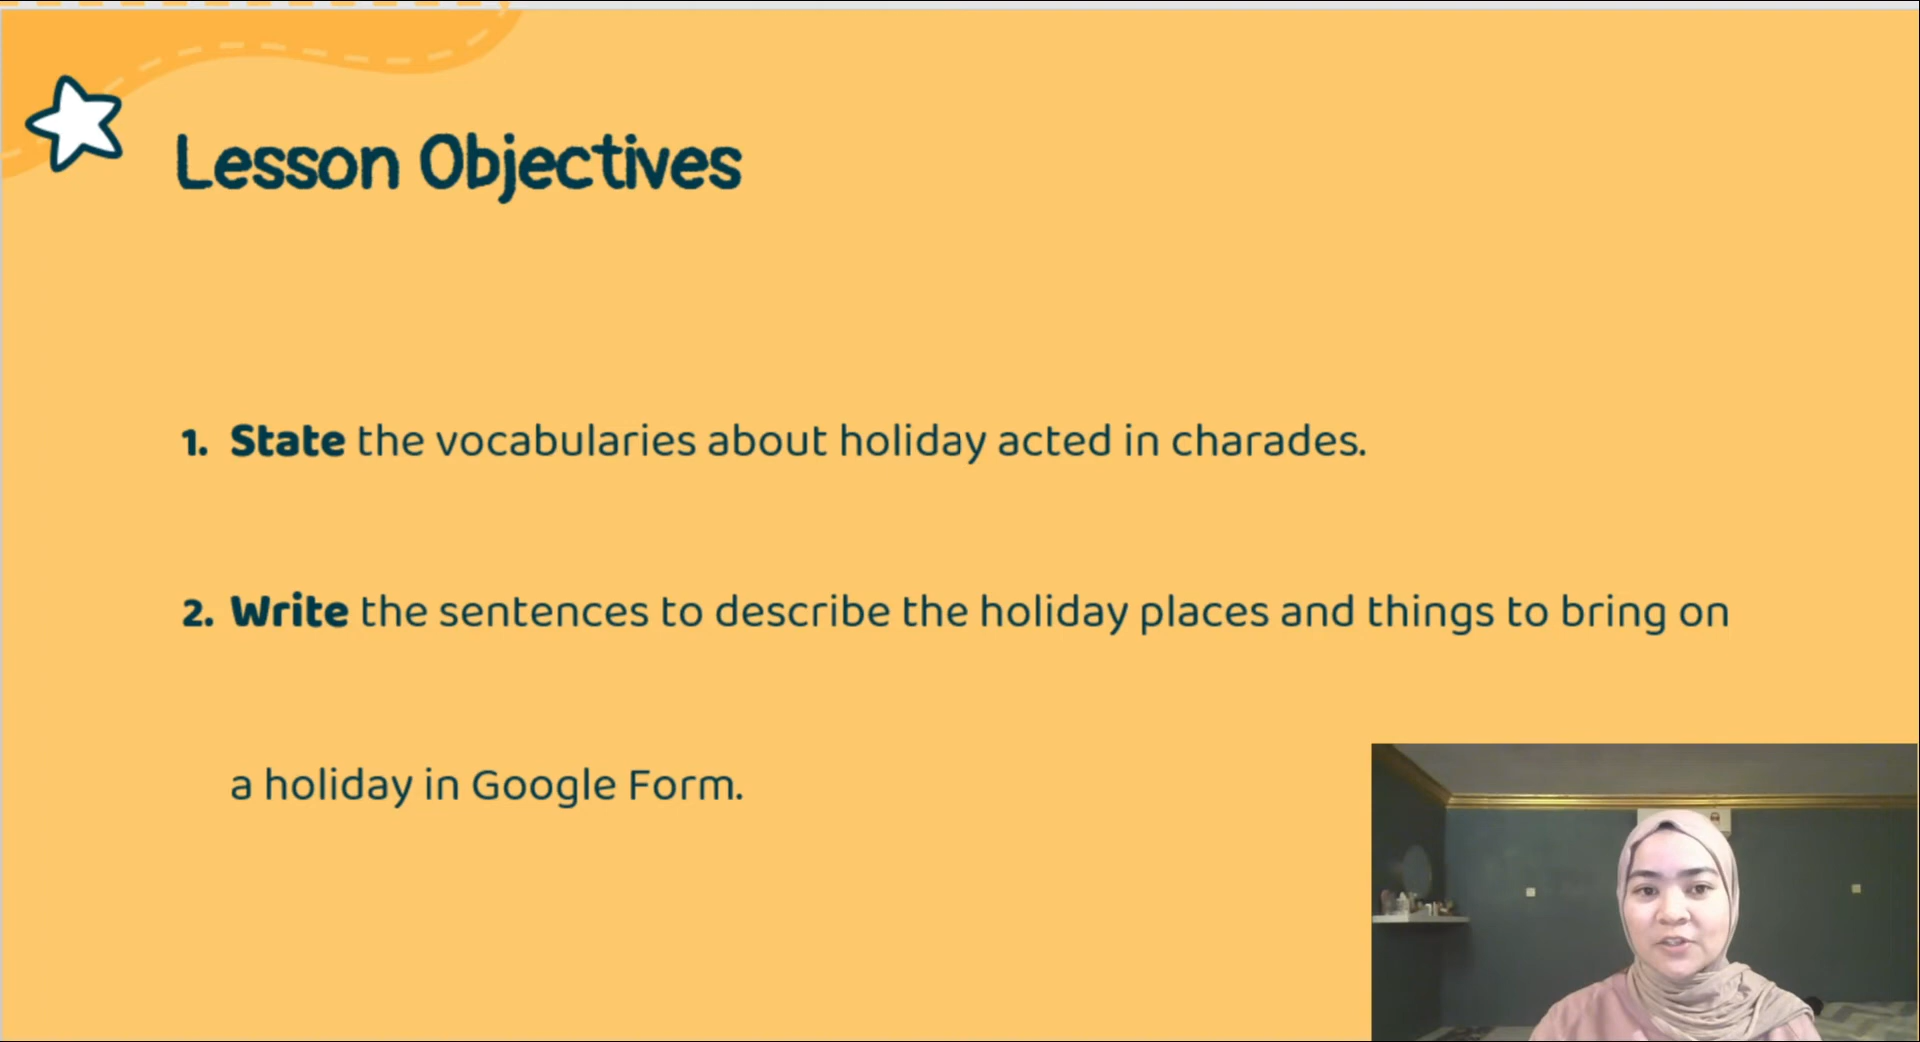 Lesson Objectives
1. State the vocabularies about holiday acted in charades.
2. Write the sentences to describe the holiday places and things to bring on
a holiday in Google Form.